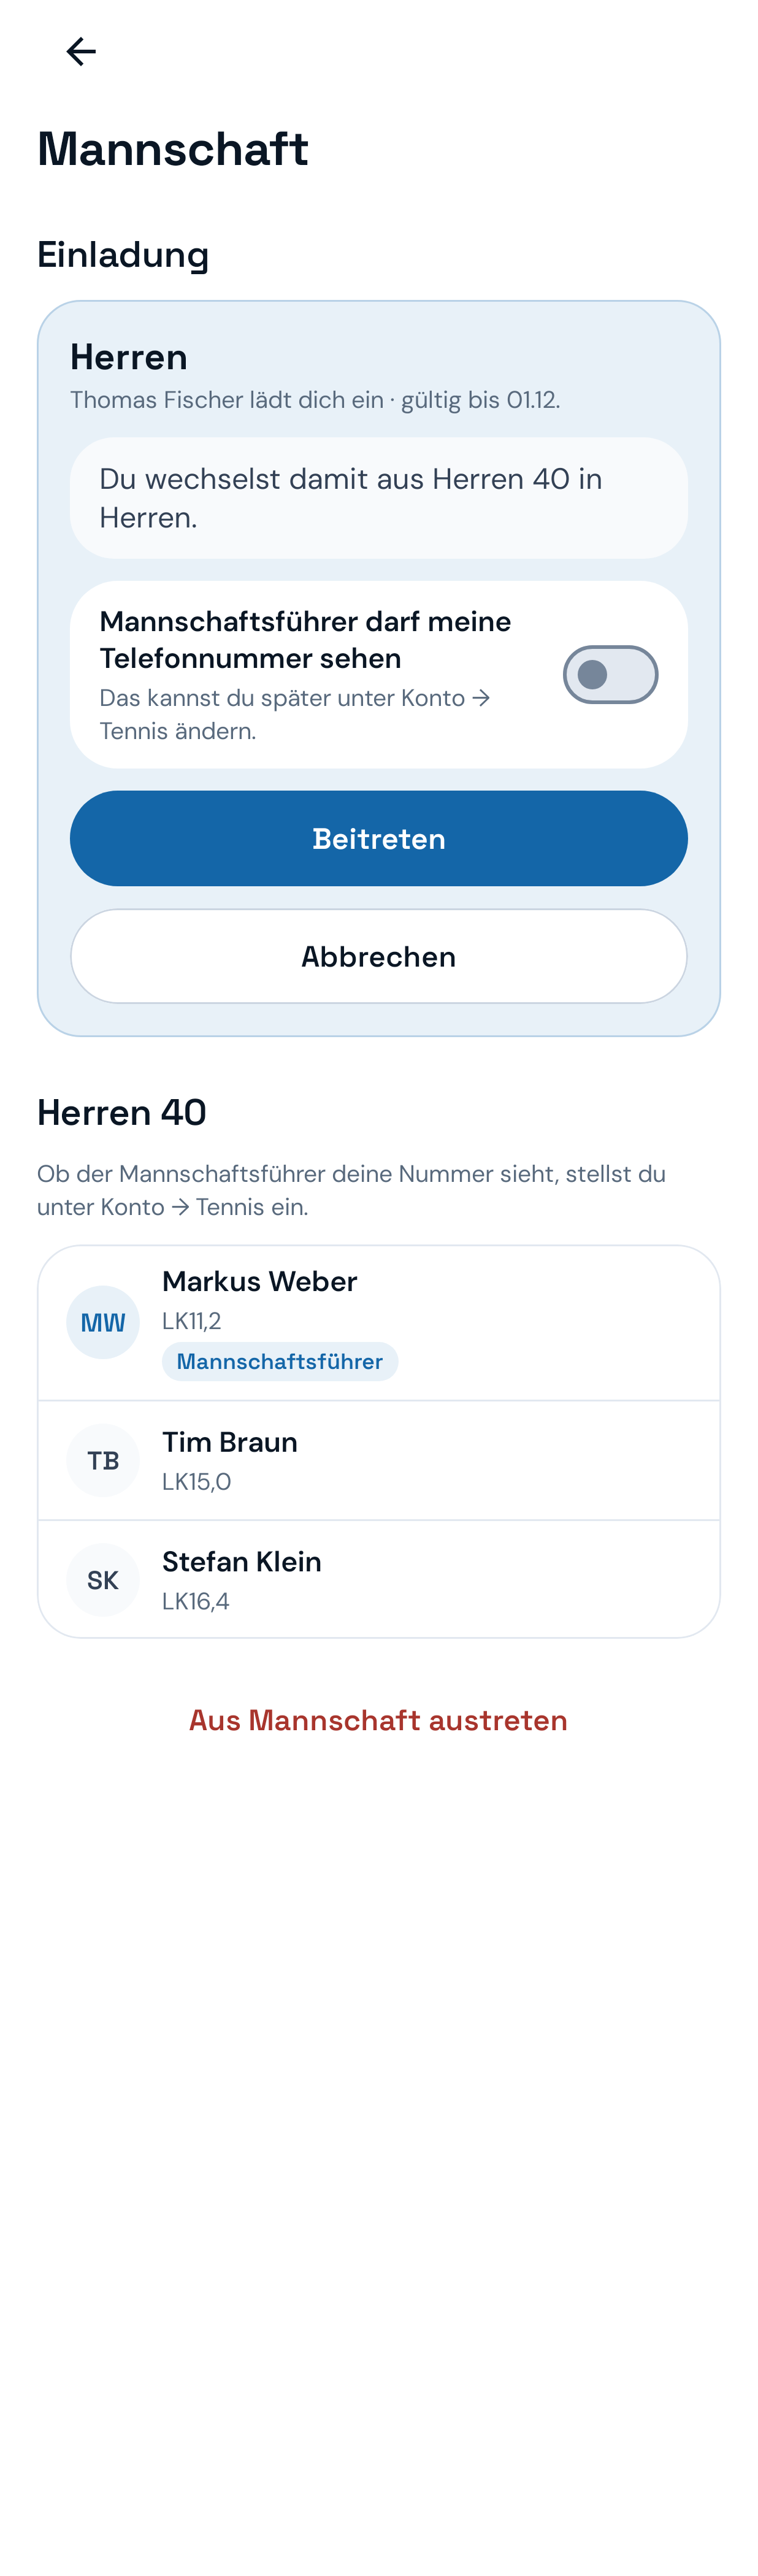 Mannschaft
Einladung
Herren
Thomas Fischer lädt dich ein · gültig bis 01.12.
Du wechselst damit aus Herren 40 in
Herren.
Mannschaftsführer darf meine
Telefonnummer sehen
Das kannst du später unter Konto →
Tennis ändern.
Beitreten
Abbrechen
Herren 40
Ob der Mannschaftsführer deine Nummer sieht, stellst du
unter Konto → Tennis ein.
MW
Markus Weber
LK11,2
Mannschaftsführer
TB
Tim Braun
LK15,0
SK
Stefan Klein
LK16,4
Aus Mannschaft austreten